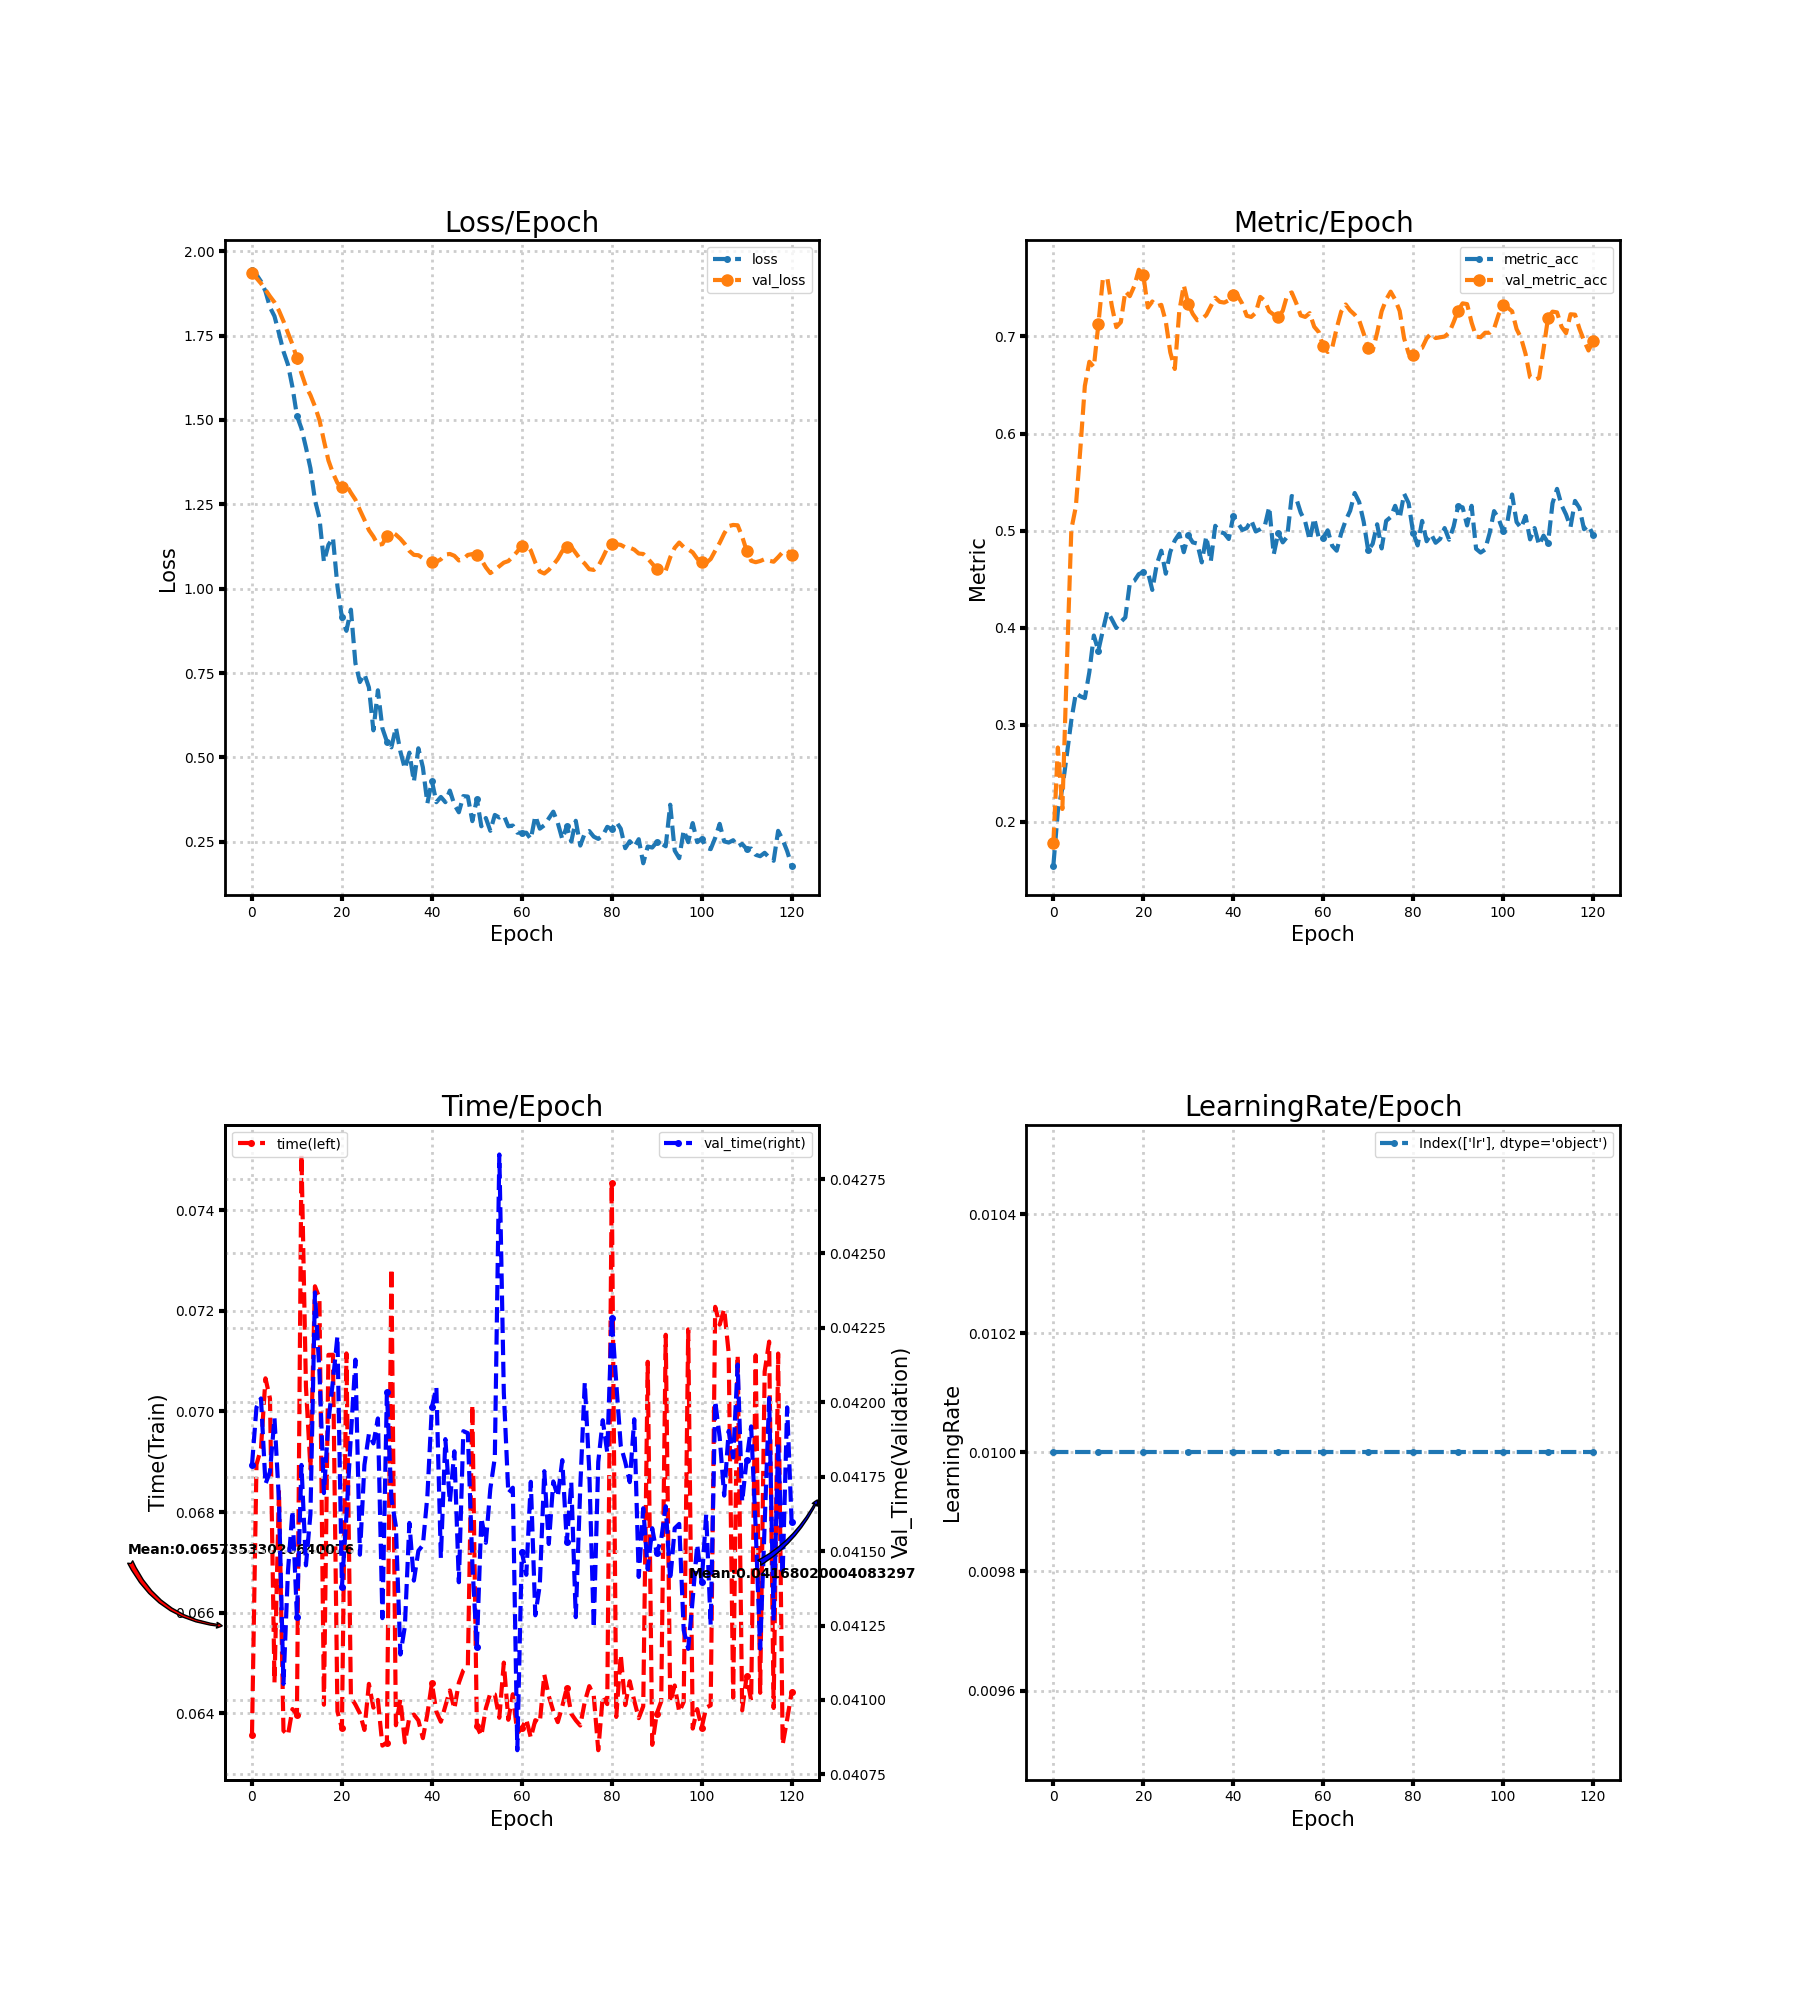 Loss/Epoch
2.00
1.75
1.50
1.25
1.00
0.75
0.50
0.25
Loss
loss
val_loss
0 20 40 60 80 100 120
Epoch
Metric/Epoch
0.7
0.6
0.5
0.4
0.3
0.2
Metric
metric_acc
val_metric_acc
0 20 40 60 80 100 120
Epoch
Time/Epoch
time(left)
val_time(right)
0.074
0.072
0.070
0.068
0.066
0.064
Time(Train)
0.04275
0.04250
0.04225
0.04200
0.04175
0.04150
0.04125
0.04100
0.04075
Val_Time(Validation)
Mean:0.04168020004083297
0 20 40 60 80 100 120
Epoch
LearningRate/Epoch
Index(['lr'], dtype='object')
0.0104
0.0102
0.0100
0.0098
0.0096
LearningRate
0 20 40 60 80 100 120
Epoch